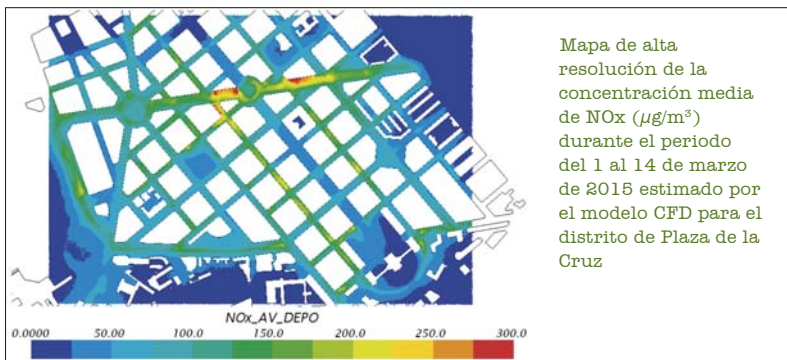 Mapa de alta
resolución de la
concentración media
de NOx (µg/m³)
durante el periodo
del 1 al 14 de marzo
de 2015 estimado por
el modelo CFD para el
distrito de Plaza de la
Cruz
NOx_AV_DEPO
0.0000 50.00 100.0 150.0 200.0 250.0 300.0